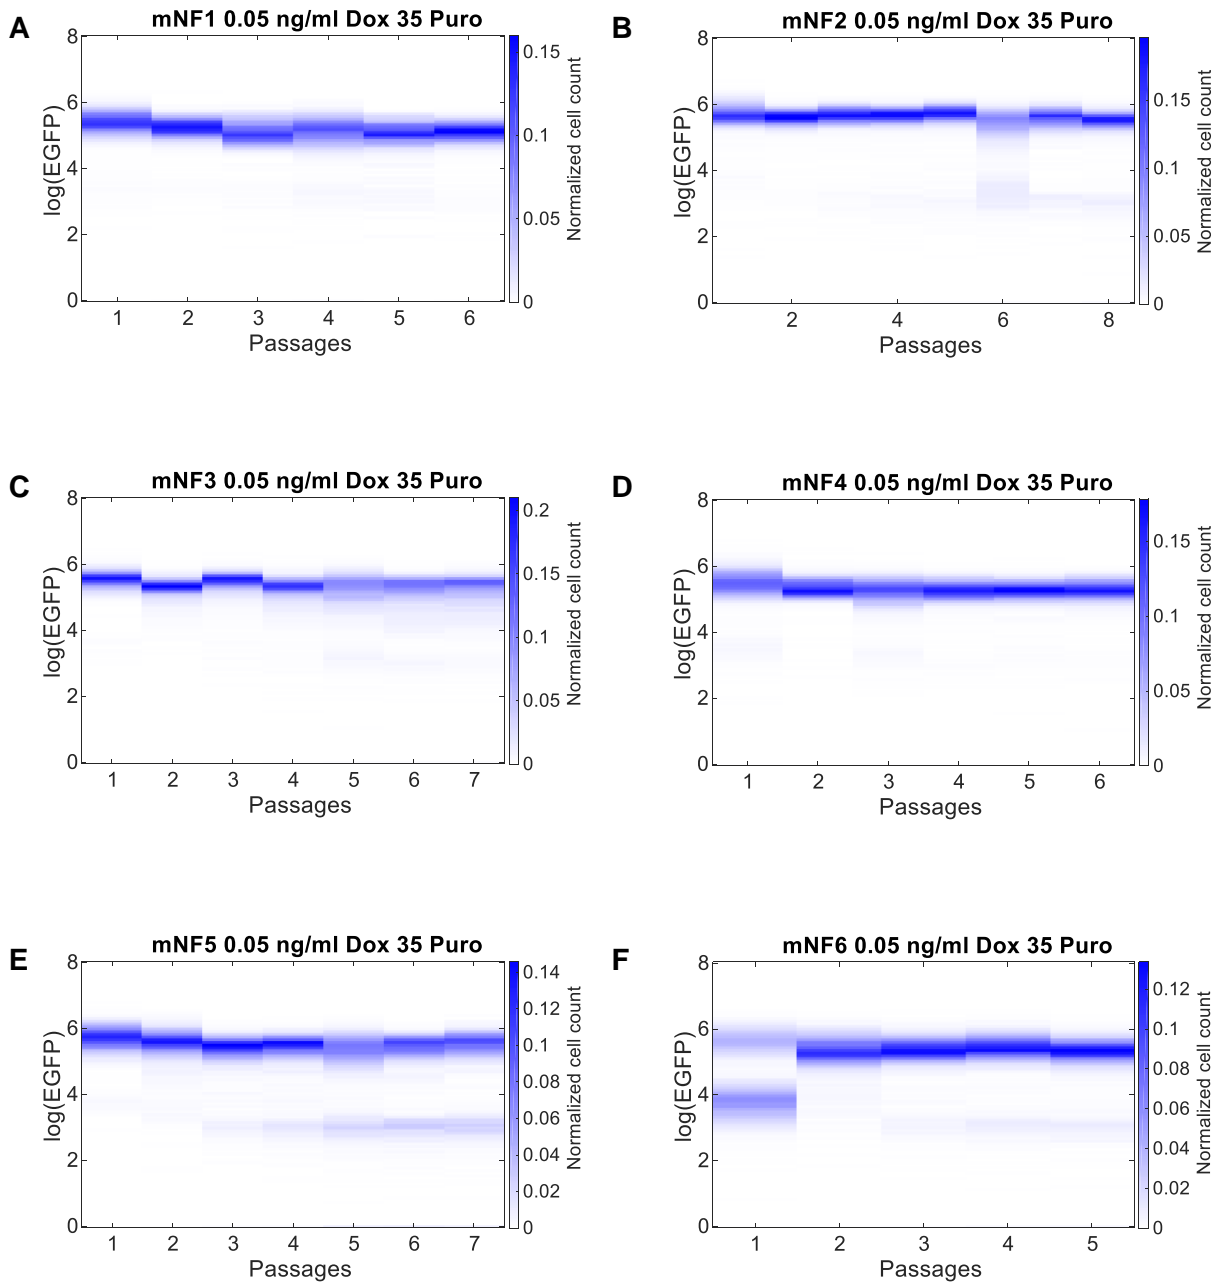 A
mNF1 0.05 ng/ml Dox 35 Puro
8
6
4
2
0
log(EGFP)
1 2 3 4 5 6
Passages
0.15
0.1
0.05
0
Normalized cell count
B
mNF2 0.05 ng/ml Dox 35 Puro
8
6
4
2
0
log(EGFP)
2 4 6 8
Passages
0.15
0.1
0.05
0
Normalized cell count
C
mNF3 0.05 ng/ml Dox 35 Puro
8
6
4
2
0
log(EGFP)
1 2 3 4 5 6 7
Passages
0.2
0.15
0.1
0.05
0
Normalized cell count
D
mNF4 0.05 ng/ml Dox 35 Puro
8
6
4
2
0
log(EGFP)
1 2 3 4 5 6
Passages
0.15
0.1
0.05
0
Normalized cell count
E
mNF5 0.05 ng/ml Dox 35 Puro
8
6
4
2
0
log(EGFP)
1 2 3 4 5 6 7
Passages
0.14
0.12
0.1
0.08
0.06
0.04
0.02
0
Normalized cell count
F
mNF6 0.05 ng/ml Dox 35 Puro
8
6
4
2
0
log(EGFP)
1 2 3 4 5
Passages
0.12
0.1
0.08
0.06
0.04
0.02
0
Normalized cell count